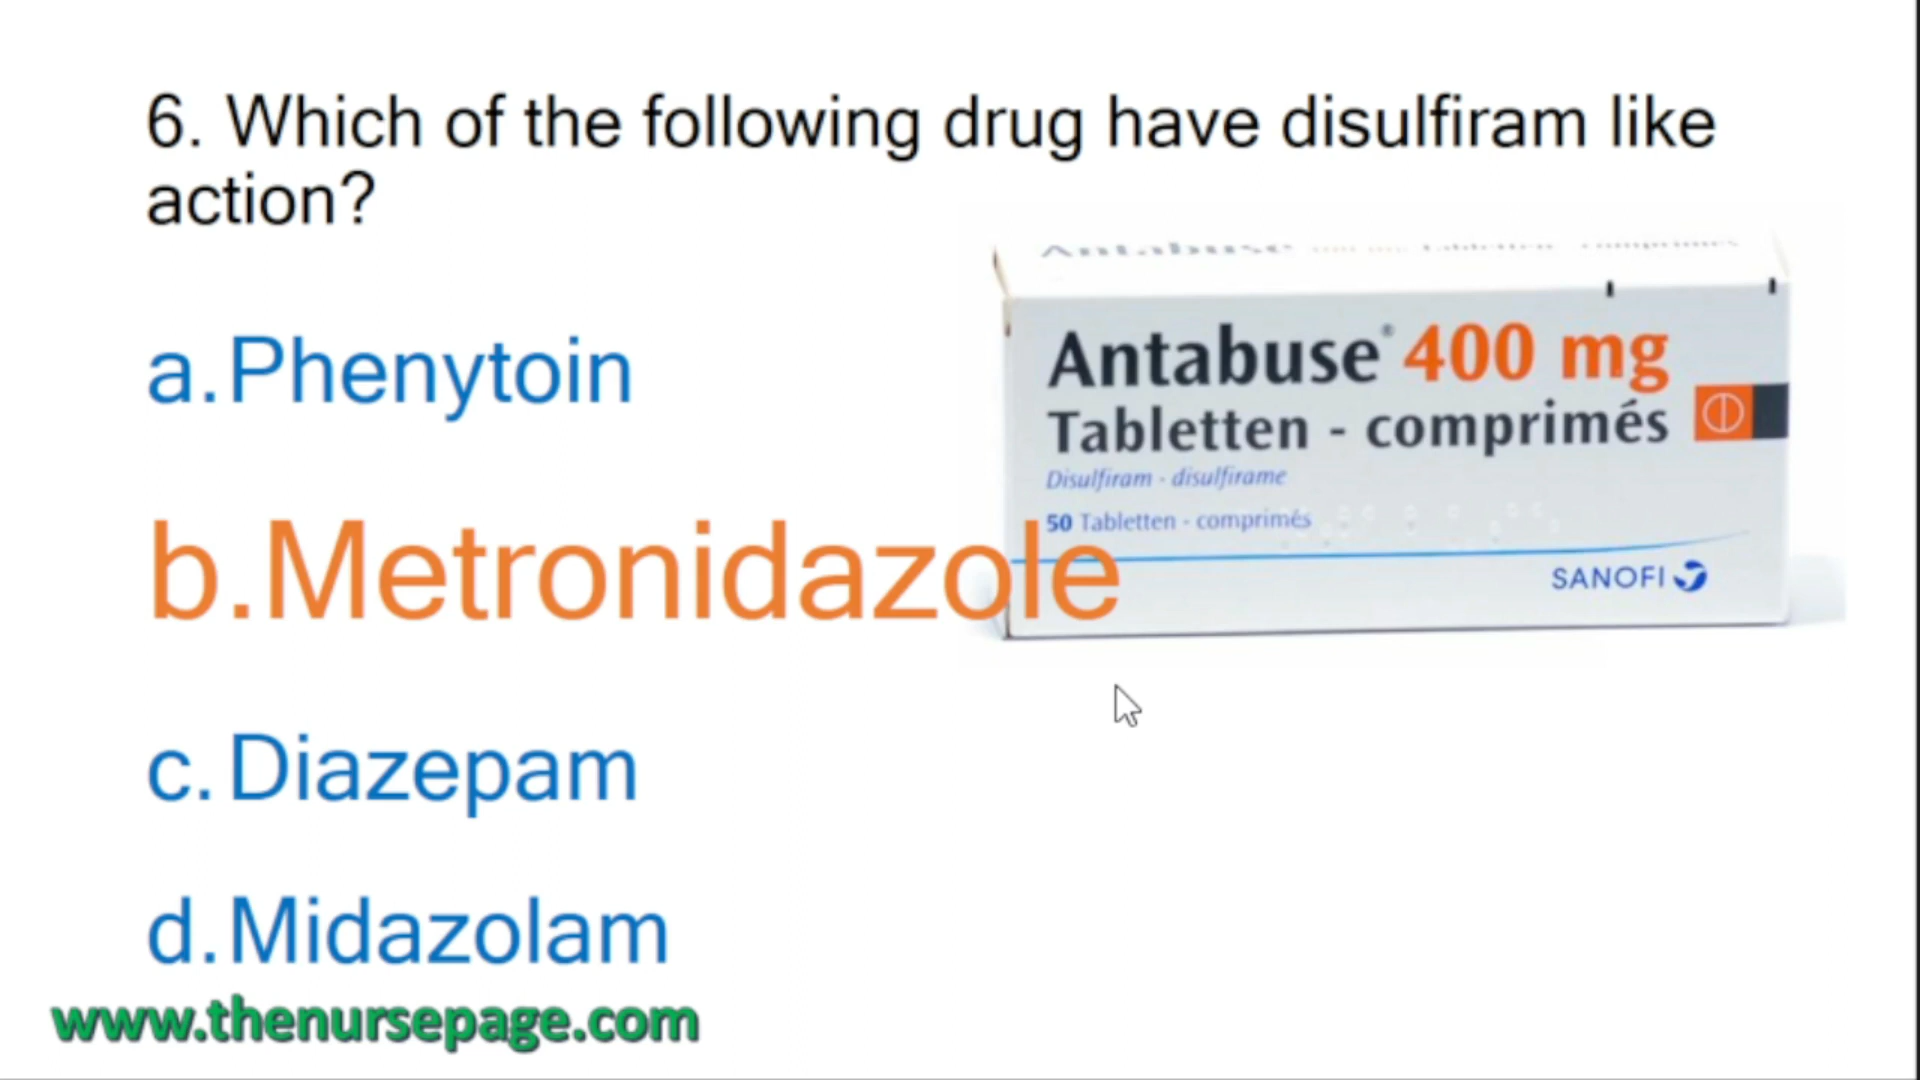 6. Which of the following drug have disulfiram like
action?
a. Phenytoin
b. Metronidazole
c. Diazepam
d. Midazolam
Antabuse
Antabuse® 400 mg
Tabletten - comprimés
Disulfiram - disulfirame
50 Tabletten - comprimés
SANOFI
www.thenursepage.com